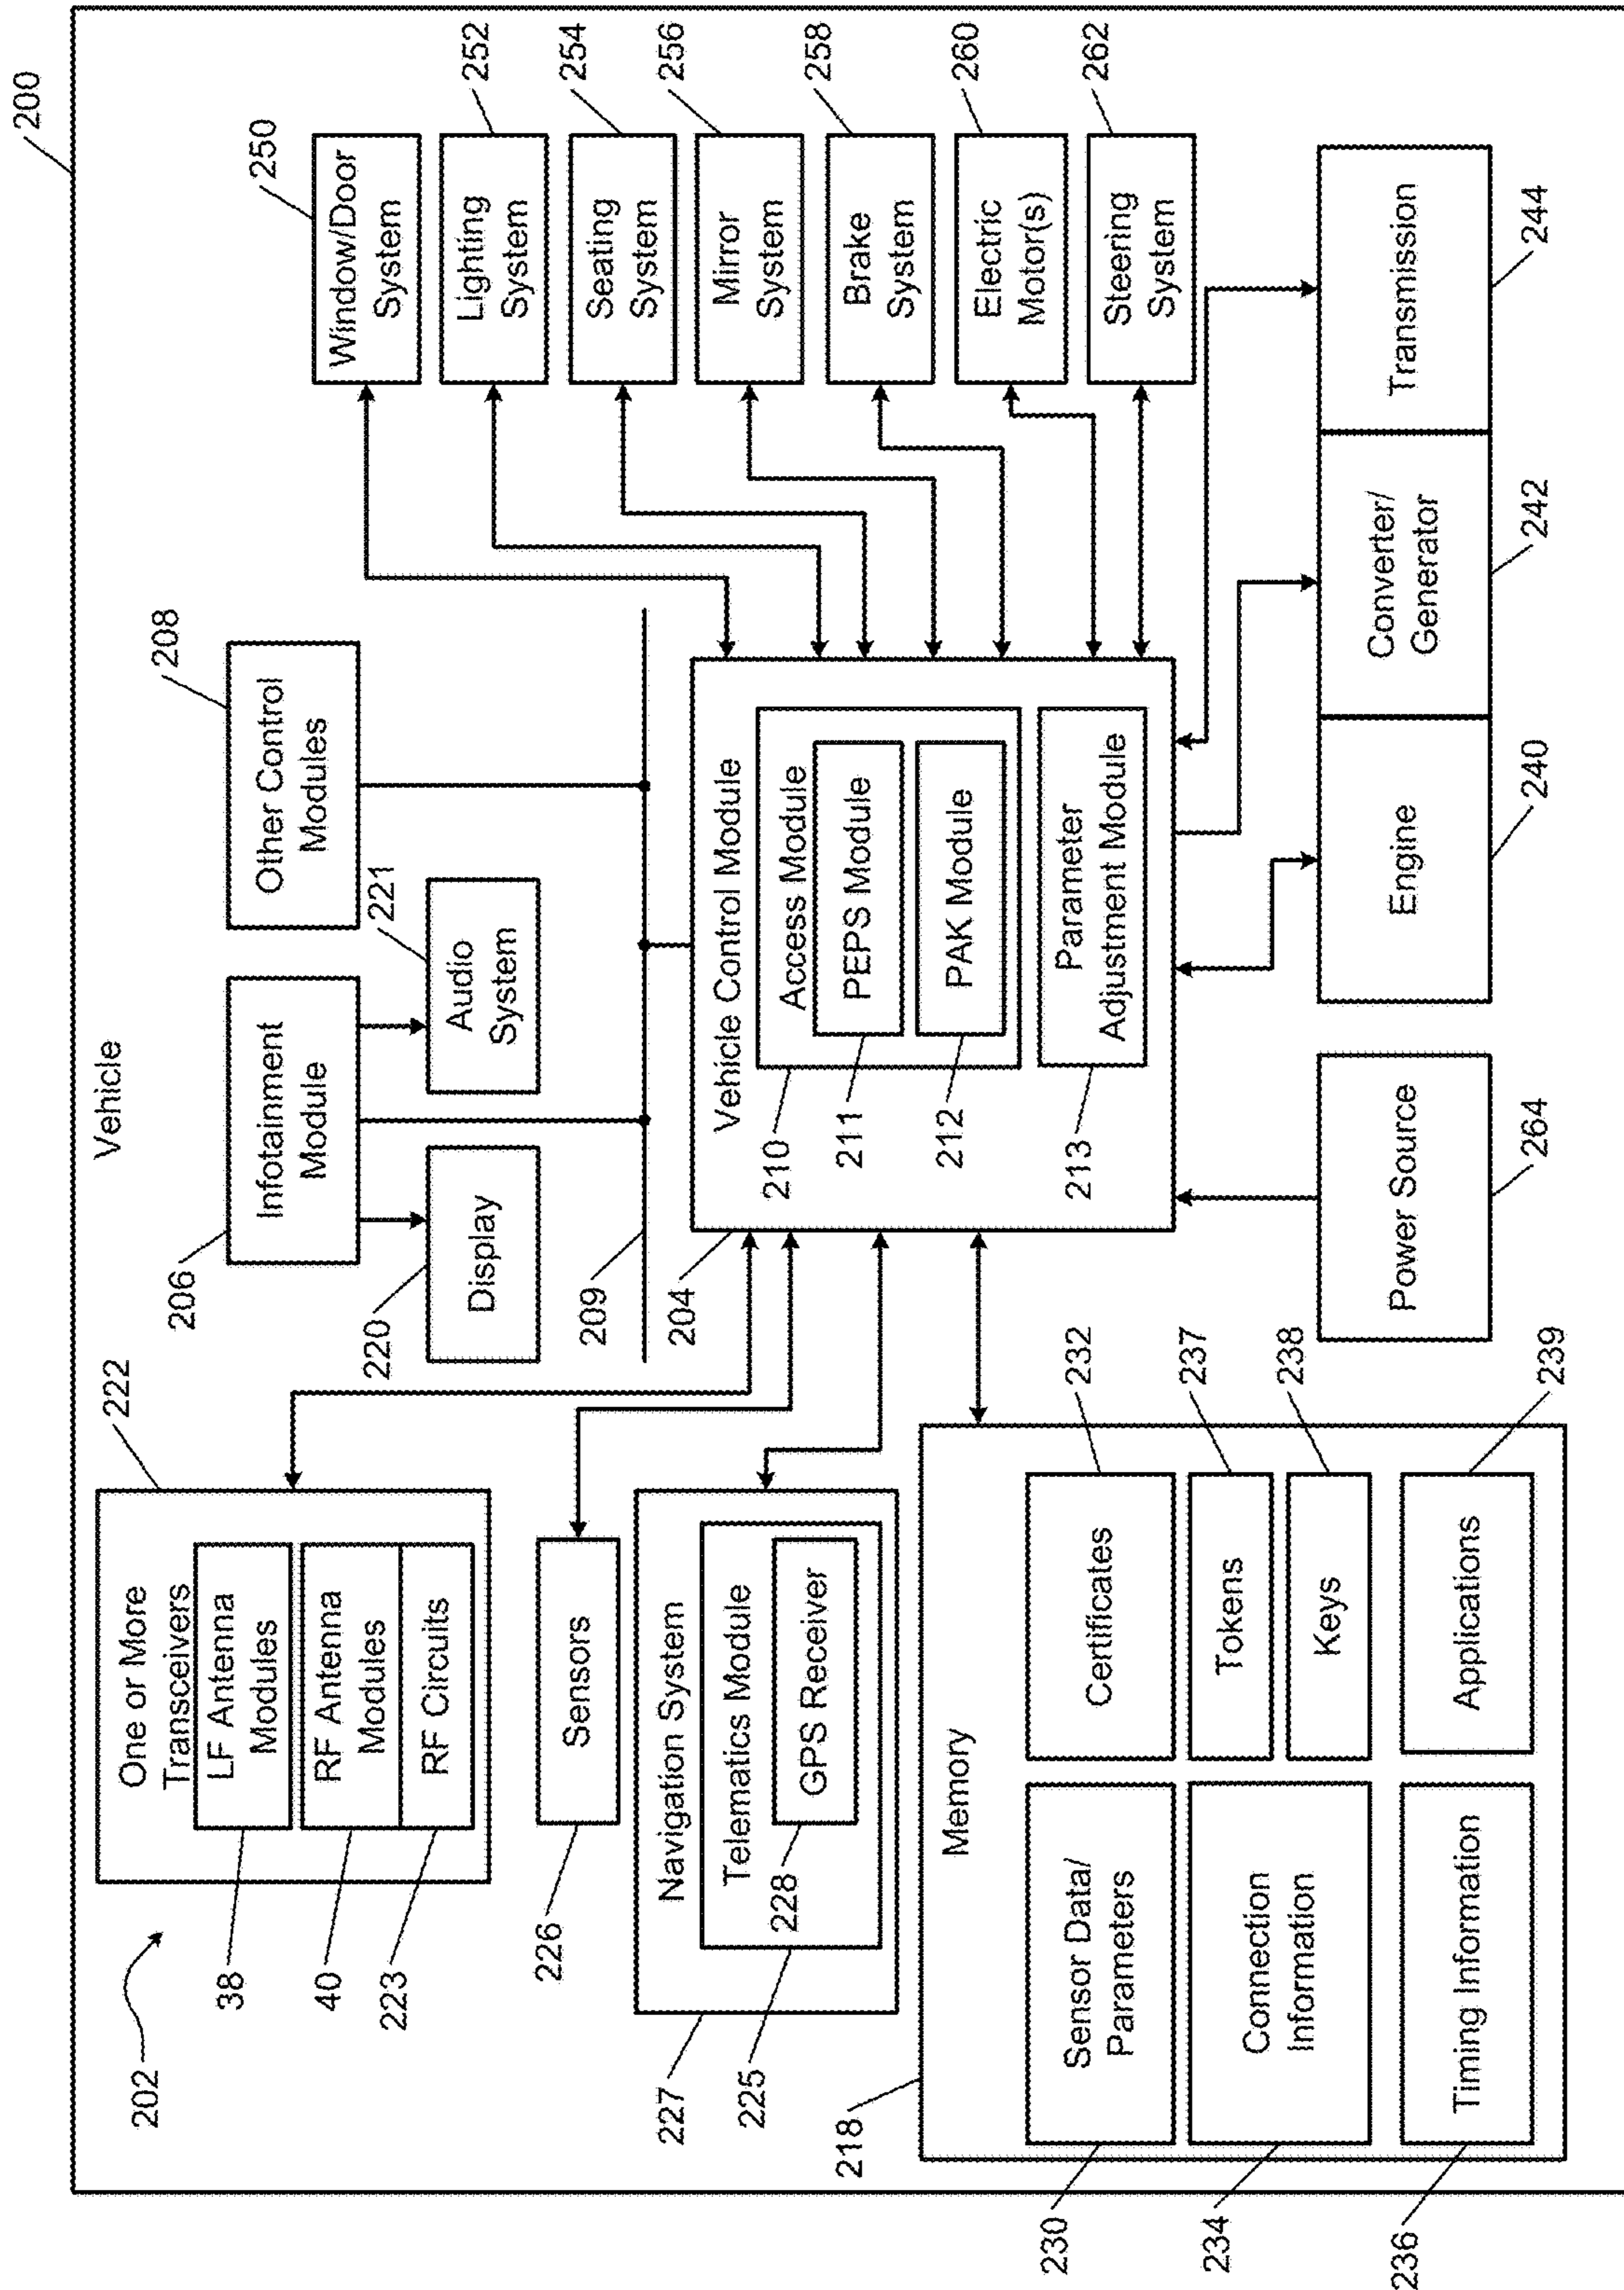 200
Vehicle
202
222
One or More
Transceivers
LF Antenna
Modules
RF Antenna
Modules
RF Circuits
38
40
223
206
Infotainment
Module
208
Other Control
Modules
220
Display
221
Audio
System
209
204
226
Sensors
227
Navigation System
Telematics Module
225
228
GPS Receiver
Vehicle Control Module
210
Access Module
211
PEPS Module
212
PAK Module
213
Parameter
Adjustment Module
250
Window/Door
System
252
Lighting
System
254
Seating
System
256
Mirror
System
258
Brake
System
260
Electric
Motor(s)
262
Steering
System
218
Memory
230
Sensor Data/
Parameters
232
Certificates
234
Connection
Information
237
Tokens
238
Keys
236
Timing Information
239
Applications
Power Source
264
Engine
240
Converter/
Generator
242
Transmission
244